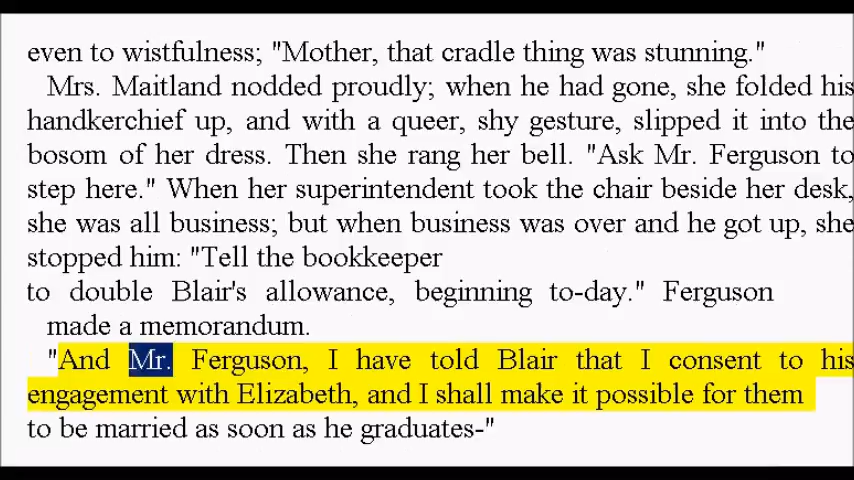 even to wistfulness; "Mother, that cradle thing was stunning."
Mrs. Maitland nodded proudly; when he had gone, she folded his
handkerchief up, and with a queer, shy gesture, slipped it into the
bosom of her dress. Then she rang her bell. "Ask Mr. Ferguson to
step here." When her superintendent took the chair beside her desk,
she was all business; but when business was over and he got up, she
stopped him: "Tell the bookkeeper
to double Blair's allowance, beginning to-day." Ferguson
made a memorandum.
"And Mr. Ferguson, I have told Blair that I consent to his
engagement with Elizabeth, and I shall make it possible for them
to be married as soon as he graduates-"